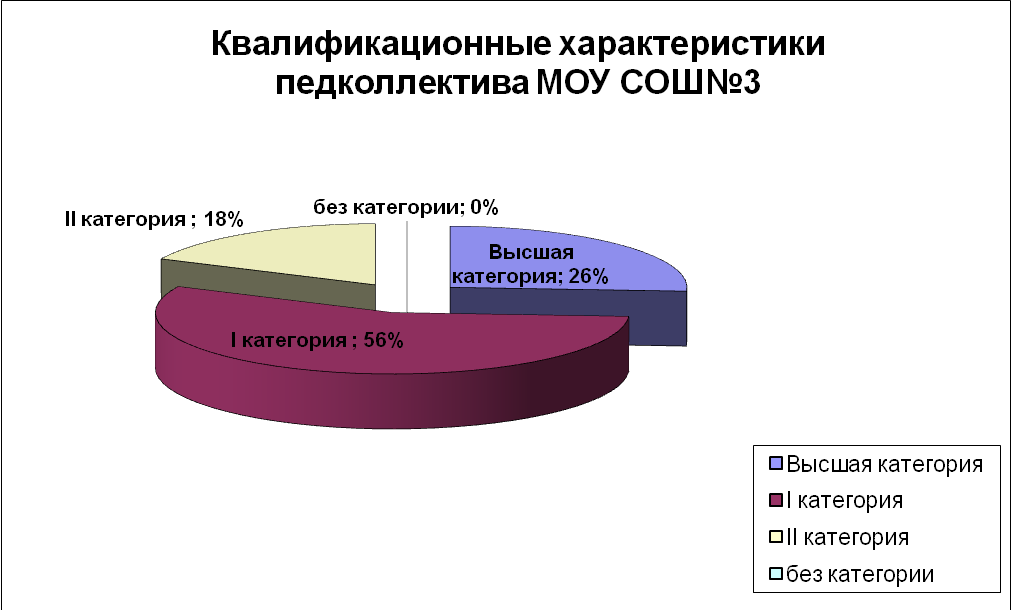 Квалификационные характеристики
педколлектива МОУ СОШ№3
без категории; 0%
II категория ; 18%
Высшая
категория; 26%
I категория ; 56%
Высшая категория
I категория
II категория
без категории